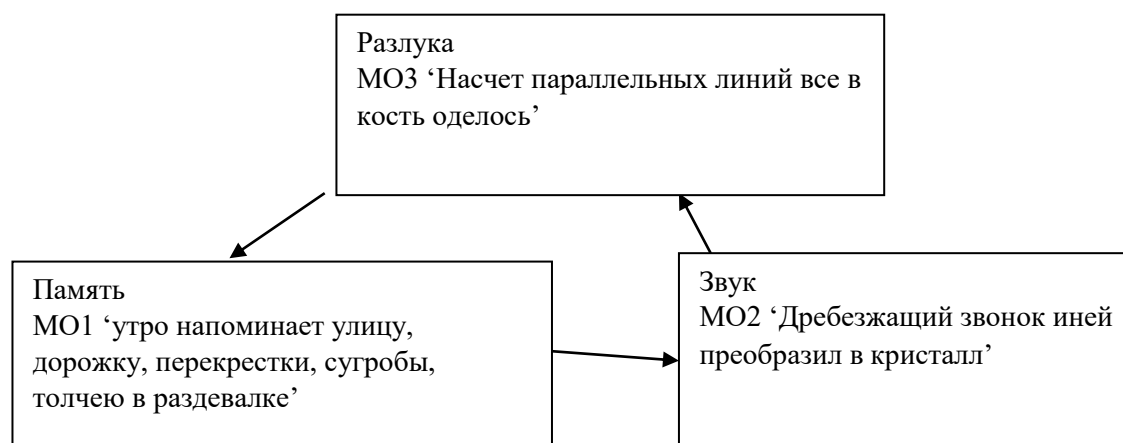 Разлука
МО3 ‘Насчет параллельных линий все в
кость оделось’
Память
МО1 ‘утро напоминает улицу,
дорожку, перекрестки, сугробы,
толчею в раздевалке’
Звук
МО2 ‘Дребезжащий звонок иней
преобразил в кристалл’